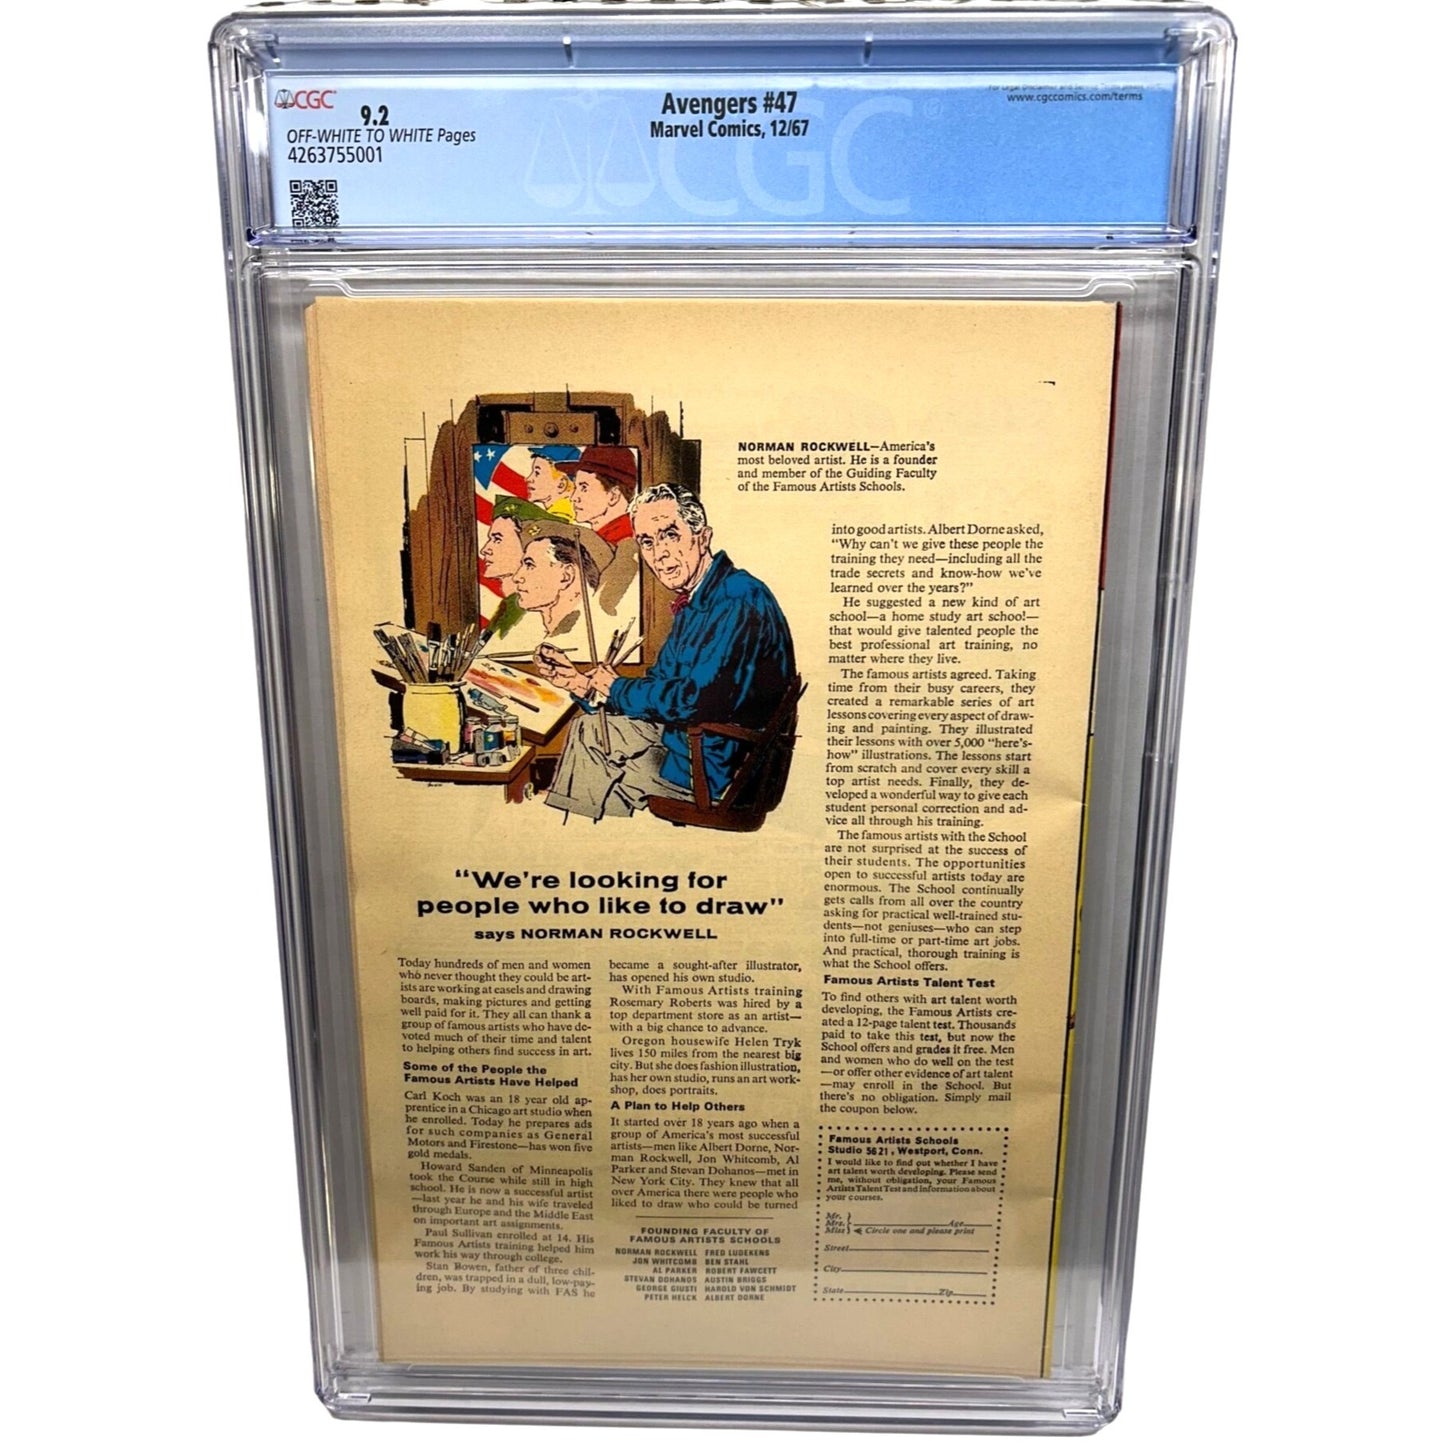 CGC
9.2
OFF-WHITE TO WHITE Pages
4263755001
Avengers #47
Marvel Comics, 12/67
For Legal Disclaimer and
www.cgccomics.com/terms
CGC
NORMAN ROCKWELL—America's
most beloved artist. He is a founder
and member of the Guiding Faculty
of the Famous Artists Schools.
"We're looking for
people who like to draw"
says NORMAN ROCKWELL
Today hundreds of men and women
who never thought they could be art-
ists are working at easels and drawing
boards, making pictures and getting
well paid for it. They all can thank a
group of famous artists who have de-
voted much of their time and talent
to helping others find success in art.
Some of the People the
Famous Artists Have Helped
Carl Koch was an 18 year old ap-
prentice in a Chicago art studio when
he enrolled. Today he prepares ads
for such companies as General
Motors and Firestone—has won five
gold medals.
Howard Sanden of Minneapolis
took the Course while still in high
school. He is now a successful artist
—last year he and his wife traveled
through Europe and the Middle East
on important art assignments.
Paul Sullivan enrolled at 14. His
Famous Artists training helped him
work his way through college.
Stan Bowen, father of three chil-
dren, was trapped in a dull, low-pay-
ing job. By studying with FAS he
became a sought-after illustrator,
has opened his own studio.
With Famous Artists training
Rosemary Roberts was hired by a
top department store as an artist—
with a big chance to advance.
Oregon housewife Helen Tryk
lives 150 miles from the nearest big
city. But she does fashion illustration,
has her own studio, runs an art work-
shop, does portraits.
A Plan to Help Others
It started over 18 years ago when a
group of America's most successful
artists—men like Albert Dorne, Nor-
man Rockwell, Jon Whitcomb, Al
Parker and Stevan Dohanos—met in
New York City. They knew that all
over America there were people who
liked to draw who could be turned
FOUNDING FACULTY OF
FAMOUS ARTISTS SCHOOLS
NORMAN ROCKWELL FRED LUDEKENS
JON WHITCOMB BEN STAHL
AL PARKER ROBERT FAWCETT
STEVAN DOHANOS AUSTIN BRIGGS
GEORGE GIUSTI HAROLD VON SCHMIDT
PETER HELCK ALBERT DORNE
into good artists. Albert Dorne asked,
"Why can't we give these people the
training they need—including all the
trade secrets and know-how we've
learned over the years?"
He suggested a new kind of art
school—a home study art school—
that would give talented people the
best professional art training, no
matter where they live.
The famous artists agreed. Taking
time from their busy careers, they
created a remarkable series of art
lessons covering every aspect of draw-
ing and painting. They illustrated
their lessons with over 5,000 "here's-
how" illustrations. The lessons start
from scratch and cover every skill a
top artist needs. Finally, they de-
veloped a wonderful way to give each
student personal correction and ad-
vice all through his training.
The famous artists with the School
are not surprised at the success of
their students. The opportunities
open to successful artists today are
enormous. The School continually
gets calls from all over the country
asking for practical well-trained stu-
dents—not geniuses—who can step
into full-time or part-time art jobs.
And practical, thorough training is
what the School offers.
Famous Artists Talent Test
To find others with art talent worth
developing, the Famous Artists cre-
ated a 12-page talent test. Thousands
paid to take this test, but now the
School offers and grades it free. Men
and women who do well on the test
—or offer other evidence of art talent
—may enroll in the School. But
there's no obligation. Simply mail
the coupon below.
Famous Artists Schools
Studio 5621, Westport, Conn.
I would like to find out whether I have
art talent worth developing. Please send
me, without obligation, your Famous
Artists Talent Test and information about
your courses.
Mr.
Mrs. Age
Miss Circle one and please print
Street
City
State Zip